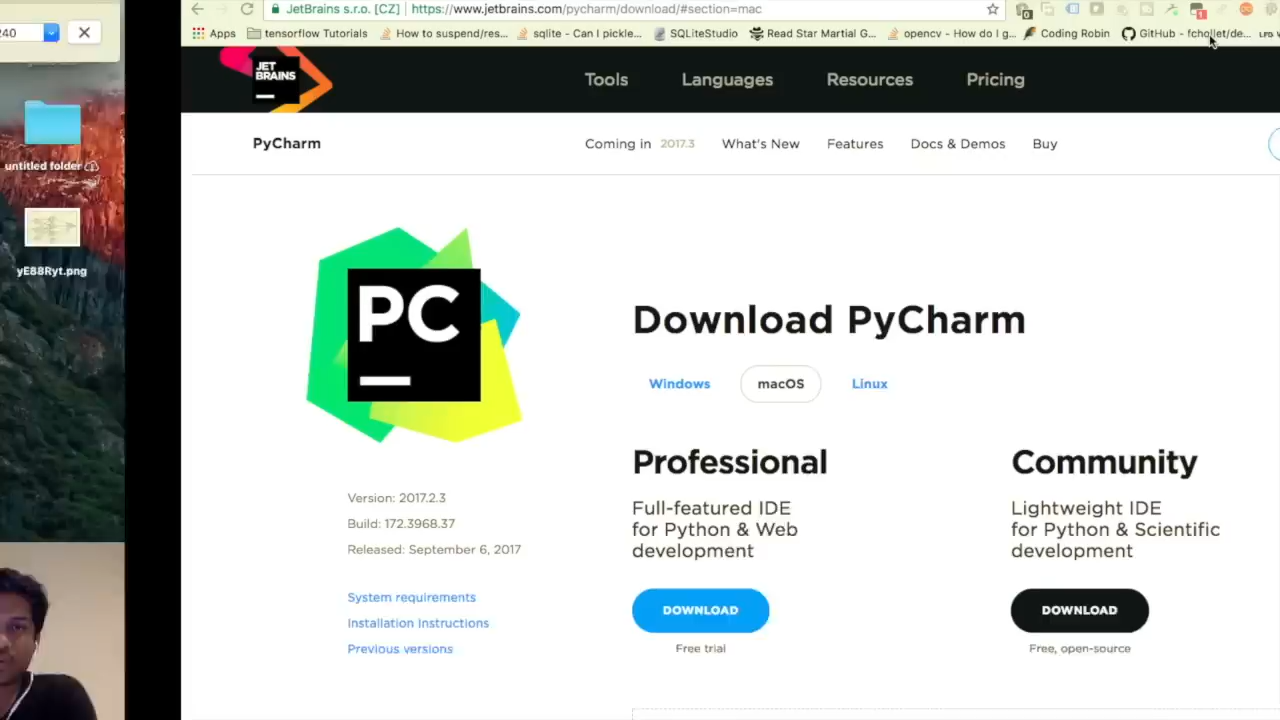 240
untitled folder
yE88Ryt.png
JetBrains s.r.o. [CZ] https://www.jetbrains.com/pycharm/download/#section=mac
Apps tensorflow Tutorials How to suspend/res... sqlite - Can I pickle... SQLiteStudio Read Star Martial G... opencv - How do I g... Coding Robin GitHub - fchollet/de...
JET BRAINS
Tools Languages Resources Pricing
PyCharm Coming in 2017.3 What's New Features Docs & Demos Buy
PC
Download PyCharm
Windows macOS Linux
Version: 2017.2.3
Build: 172.3968.37
Released: September 6, 2017
System requirements
Installation Instructions
Previous versions
Professional
Full-featured IDE
for Python & Web
development
DOWNLOAD
Free trial
Community
Lightweight IDE
for Python & Scientific
development
DOWNLOAD
Free, open-source